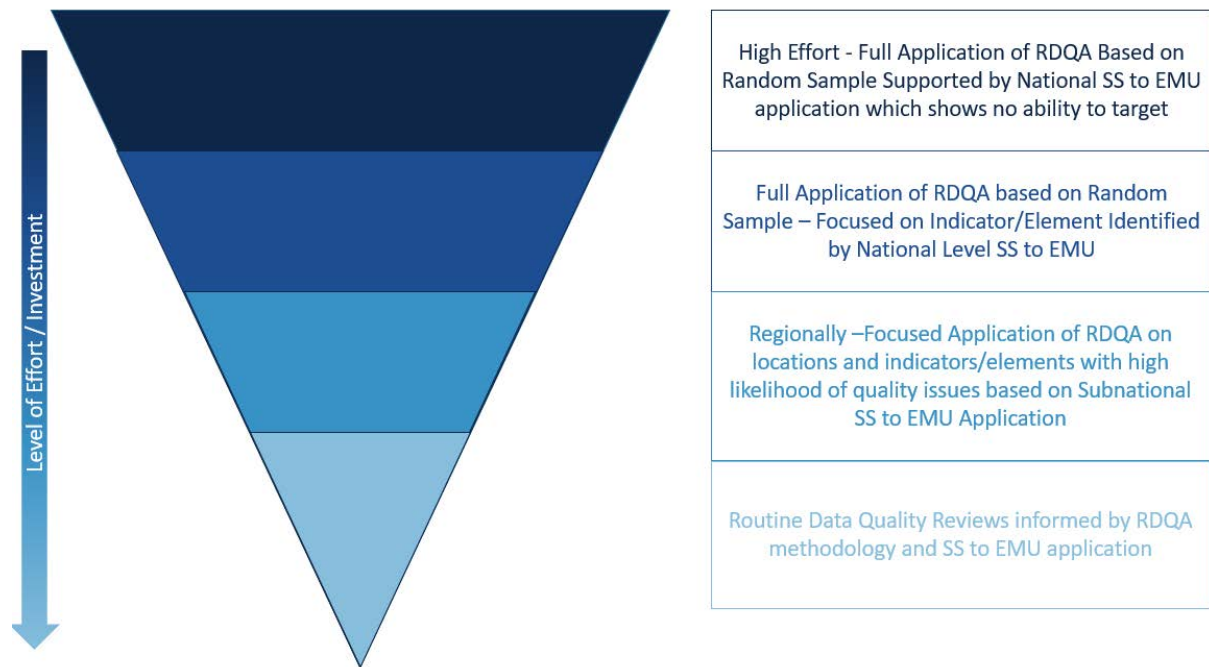 Level of Effort / Investment
High Effort - Full Application of RDQA Based on
Random Sample Supported by National SS to EMU
application which shows no ability to target
Full Application of RDQA based on Random
Sample – Focused on Indicator/Element Identified
by National Level SS to EMU
Regionally –Focused Application of RDQA on
locations and indicators/elements with high
likelihood of quality issues based on Subnational
SS to EMU Application
Routine Data Quality Reviews informed by RDQA
methodology and SS to EMU application